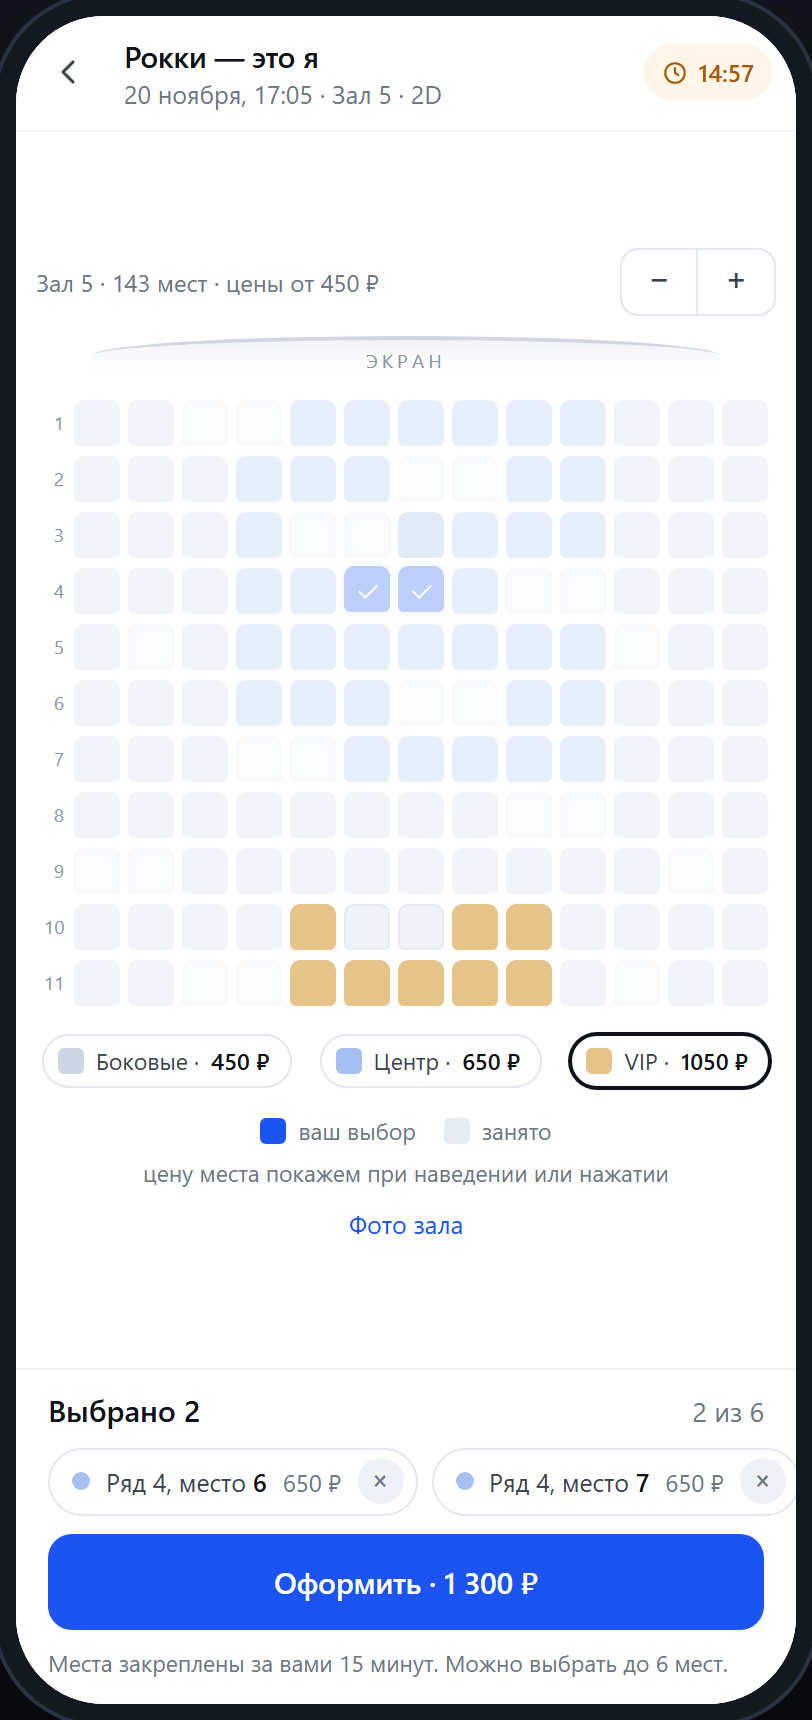 Рокки — это я
20 ноября, 17:05 · Зал 5 · 2D
14:57
Зал 5 · 143 мест · цены от 450 ₽
− +
ЭКРАН
1
2
3
4
5
6
7
8
9
10
11
Боковые · 450 ₽
Центр · 650 ₽
VIP · 1050 ₽
ваш выбор
занято
цену места покажем при наведении или нажатии
Фото зала
Выбрано 2
2 из 6
Ряд 4, место 6 650 ₽ ×
Ряд 4, место 7 650 ₽ ×
Оформить · 1 300 ₽
Места закреплены за вами 15 минут. Можно выбрать до 6 мест.